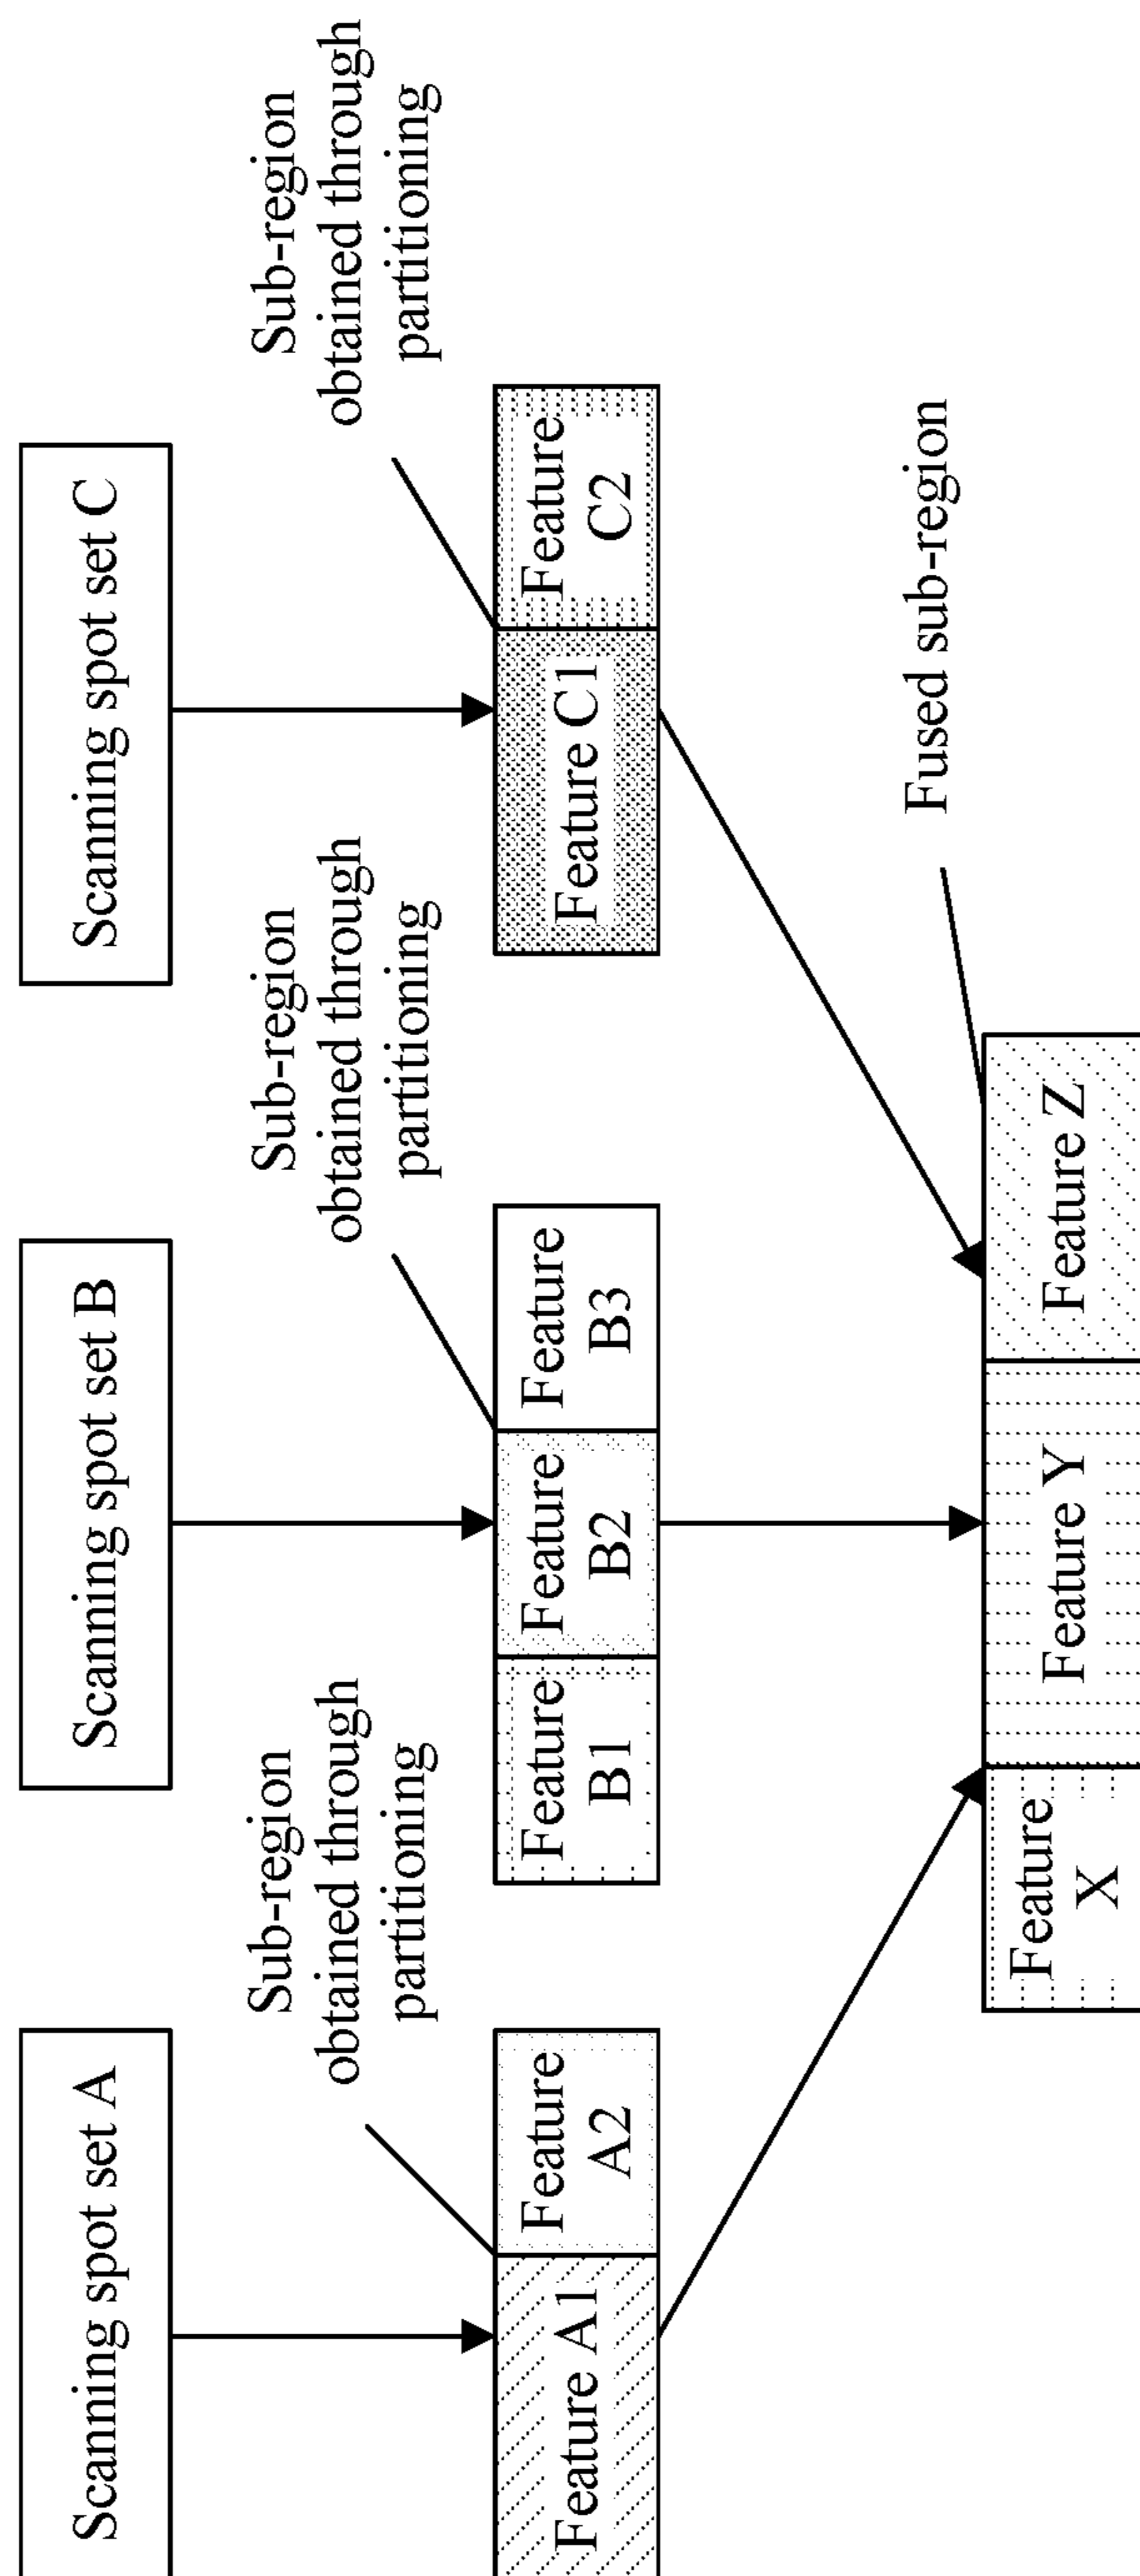 Scanning spot set A
Scanning spot set B
Scanning spot set C
Sub-region
obtained through
partitioning
Sub-region
obtained through
partitioning
Sub-region
obtained through
partitioning
Feature A1
Feature
A2
Feature
B1
Feature
B2
Feature
B3
Feature C1
Feature
C2
Fused sub-region
Feature
X
Feature Y
Feature Z